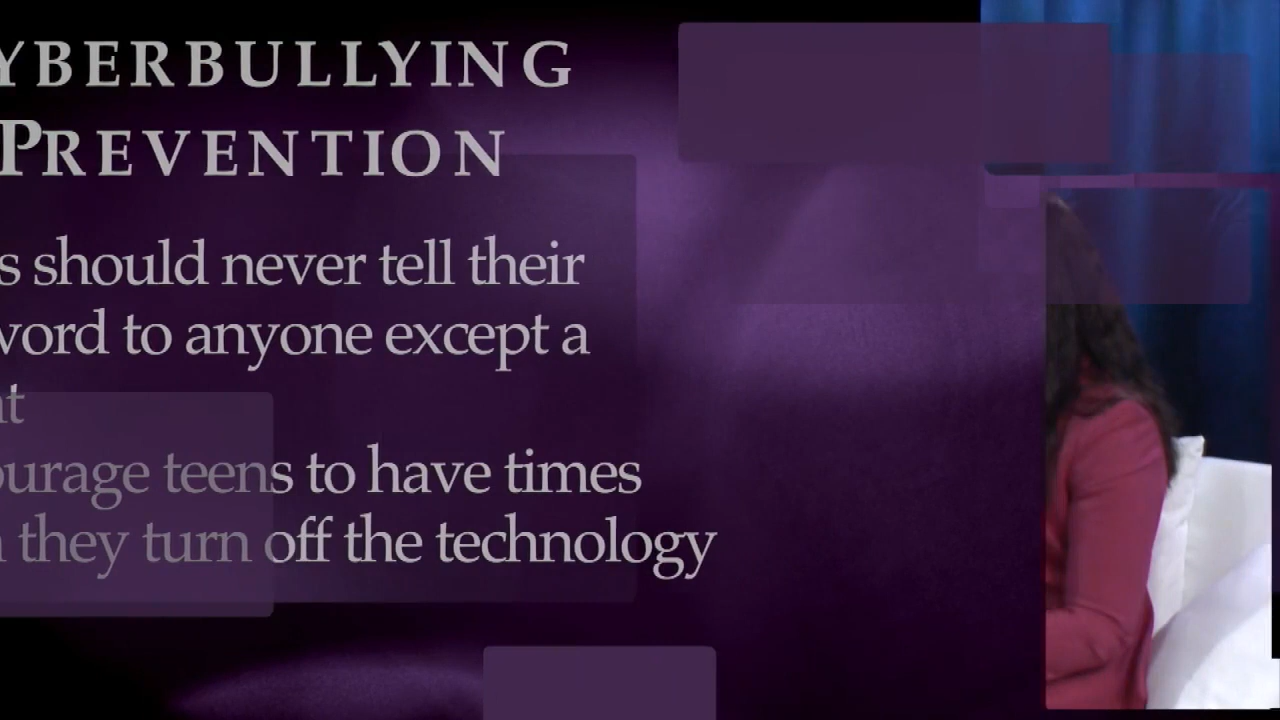 YBERBULLYING
PREVENTION
s should never tell their
word to anyone except a
nt
ourage teens to have times
n they turn off the technology